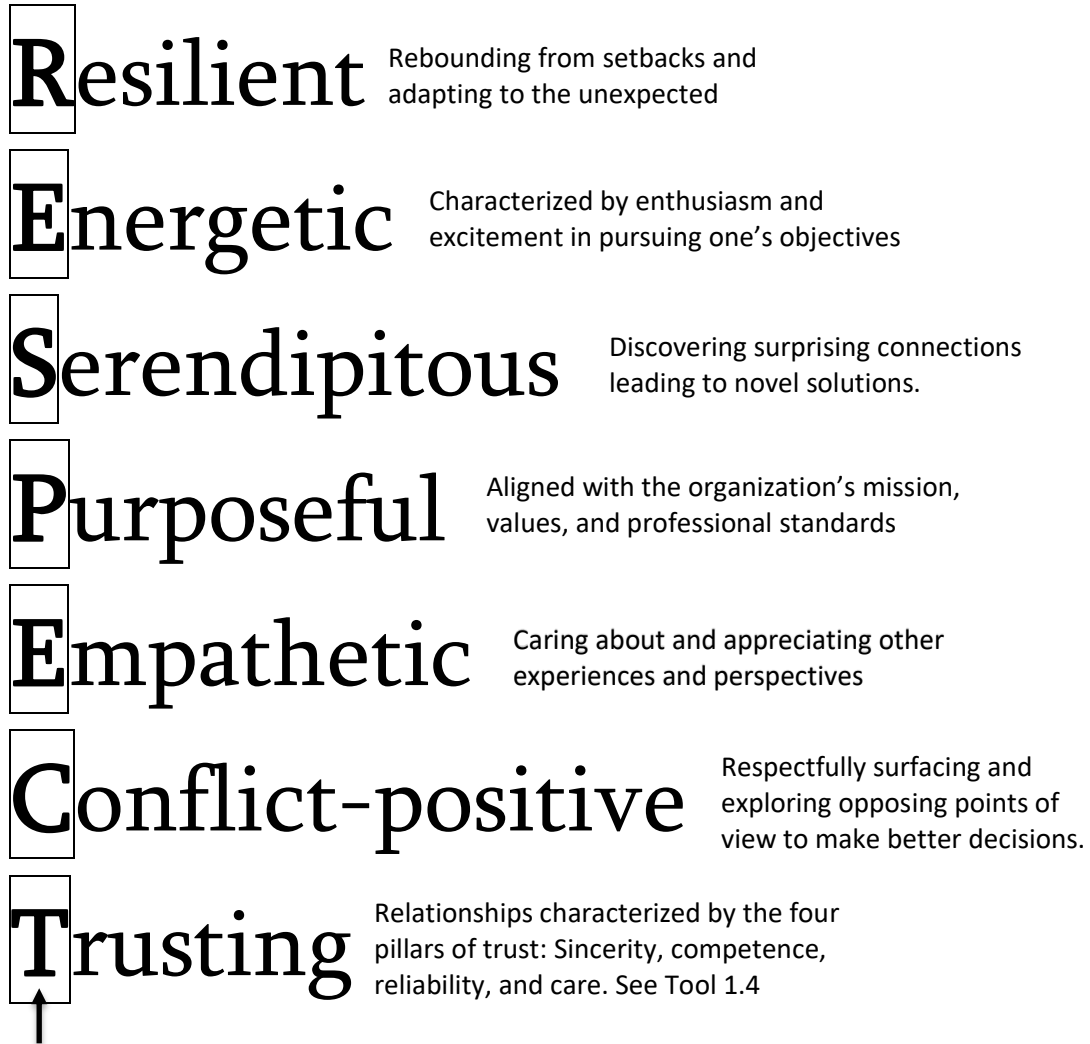 Resilient
Rebounding from setbacks and
adapting to the unexpected
Energetic
Characterized by enthusiasm and
excitement in pursuing one’s objectives
Serendipitous
Discovering surprising connections
leading to novel solutions.
Purposeful
Aligned with the organization’s mission,
values, and professional standards
Empathetic
Caring about and appreciating other
experiences and perspectives
Conflict-positive
Respectfully surfacing and
exploring opposing points of
view to make better decisions.
Trusting
Relationships characterized by the four
pillars of trust: Sincerity, competence,
reliability, and care. See Tool 1.4